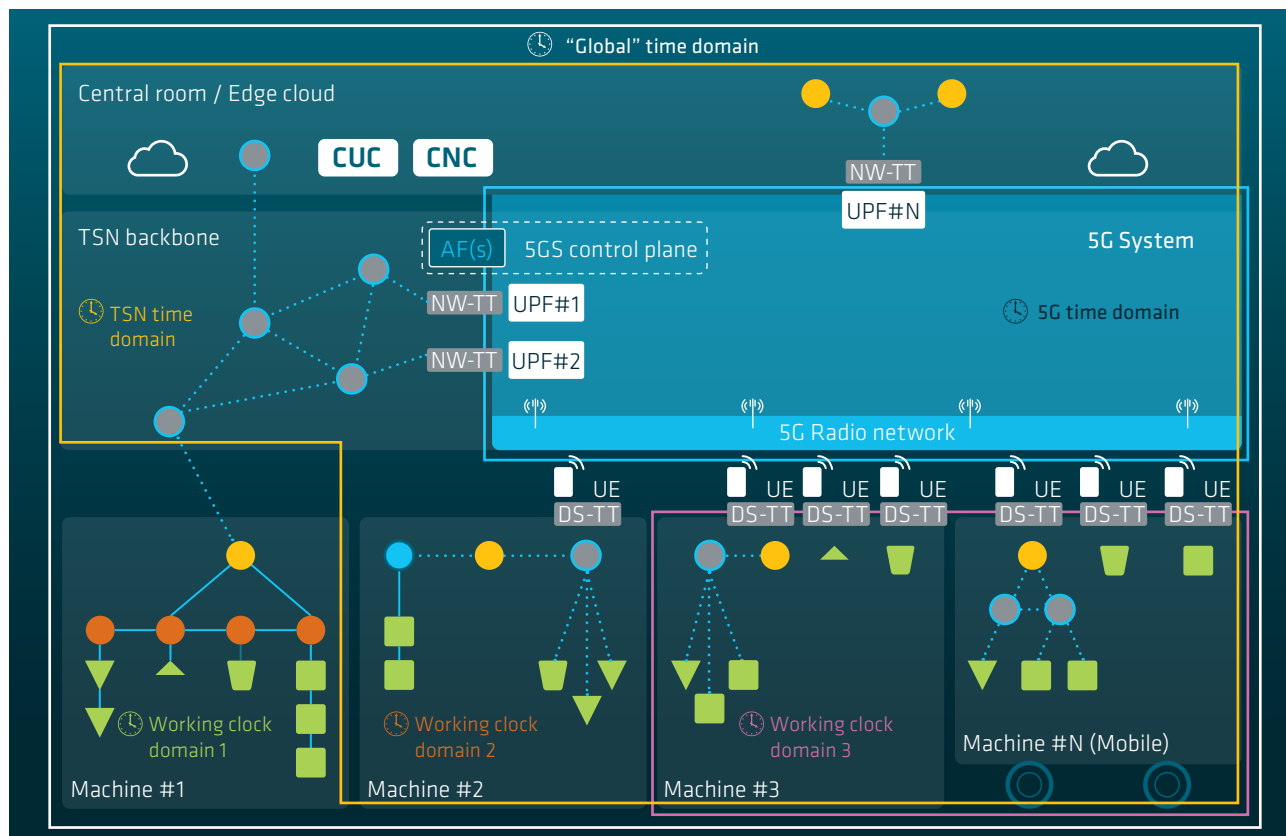 “Global” time domain
Central room / Edge cloud
CUC
CNC
NW-TT
UPF#N
TSN backbone
AF(s)
5GS control plane
5G System
NW-TT
UPF#1
TSN time
domain
5G time domain
NW-TT
UPF#2
5G Radio network
UE
DS-TT
UE
DS-TT
UE
DS-TT
UE
DS-TT
UE
DS-TT
UE
DS-TT
UE
DS-TT
Working clock
domain 1
Machine #1
Working clock
domain 2
Machine #2
Working clock
domain 3
Machine #3
Machine #N (Mobile)